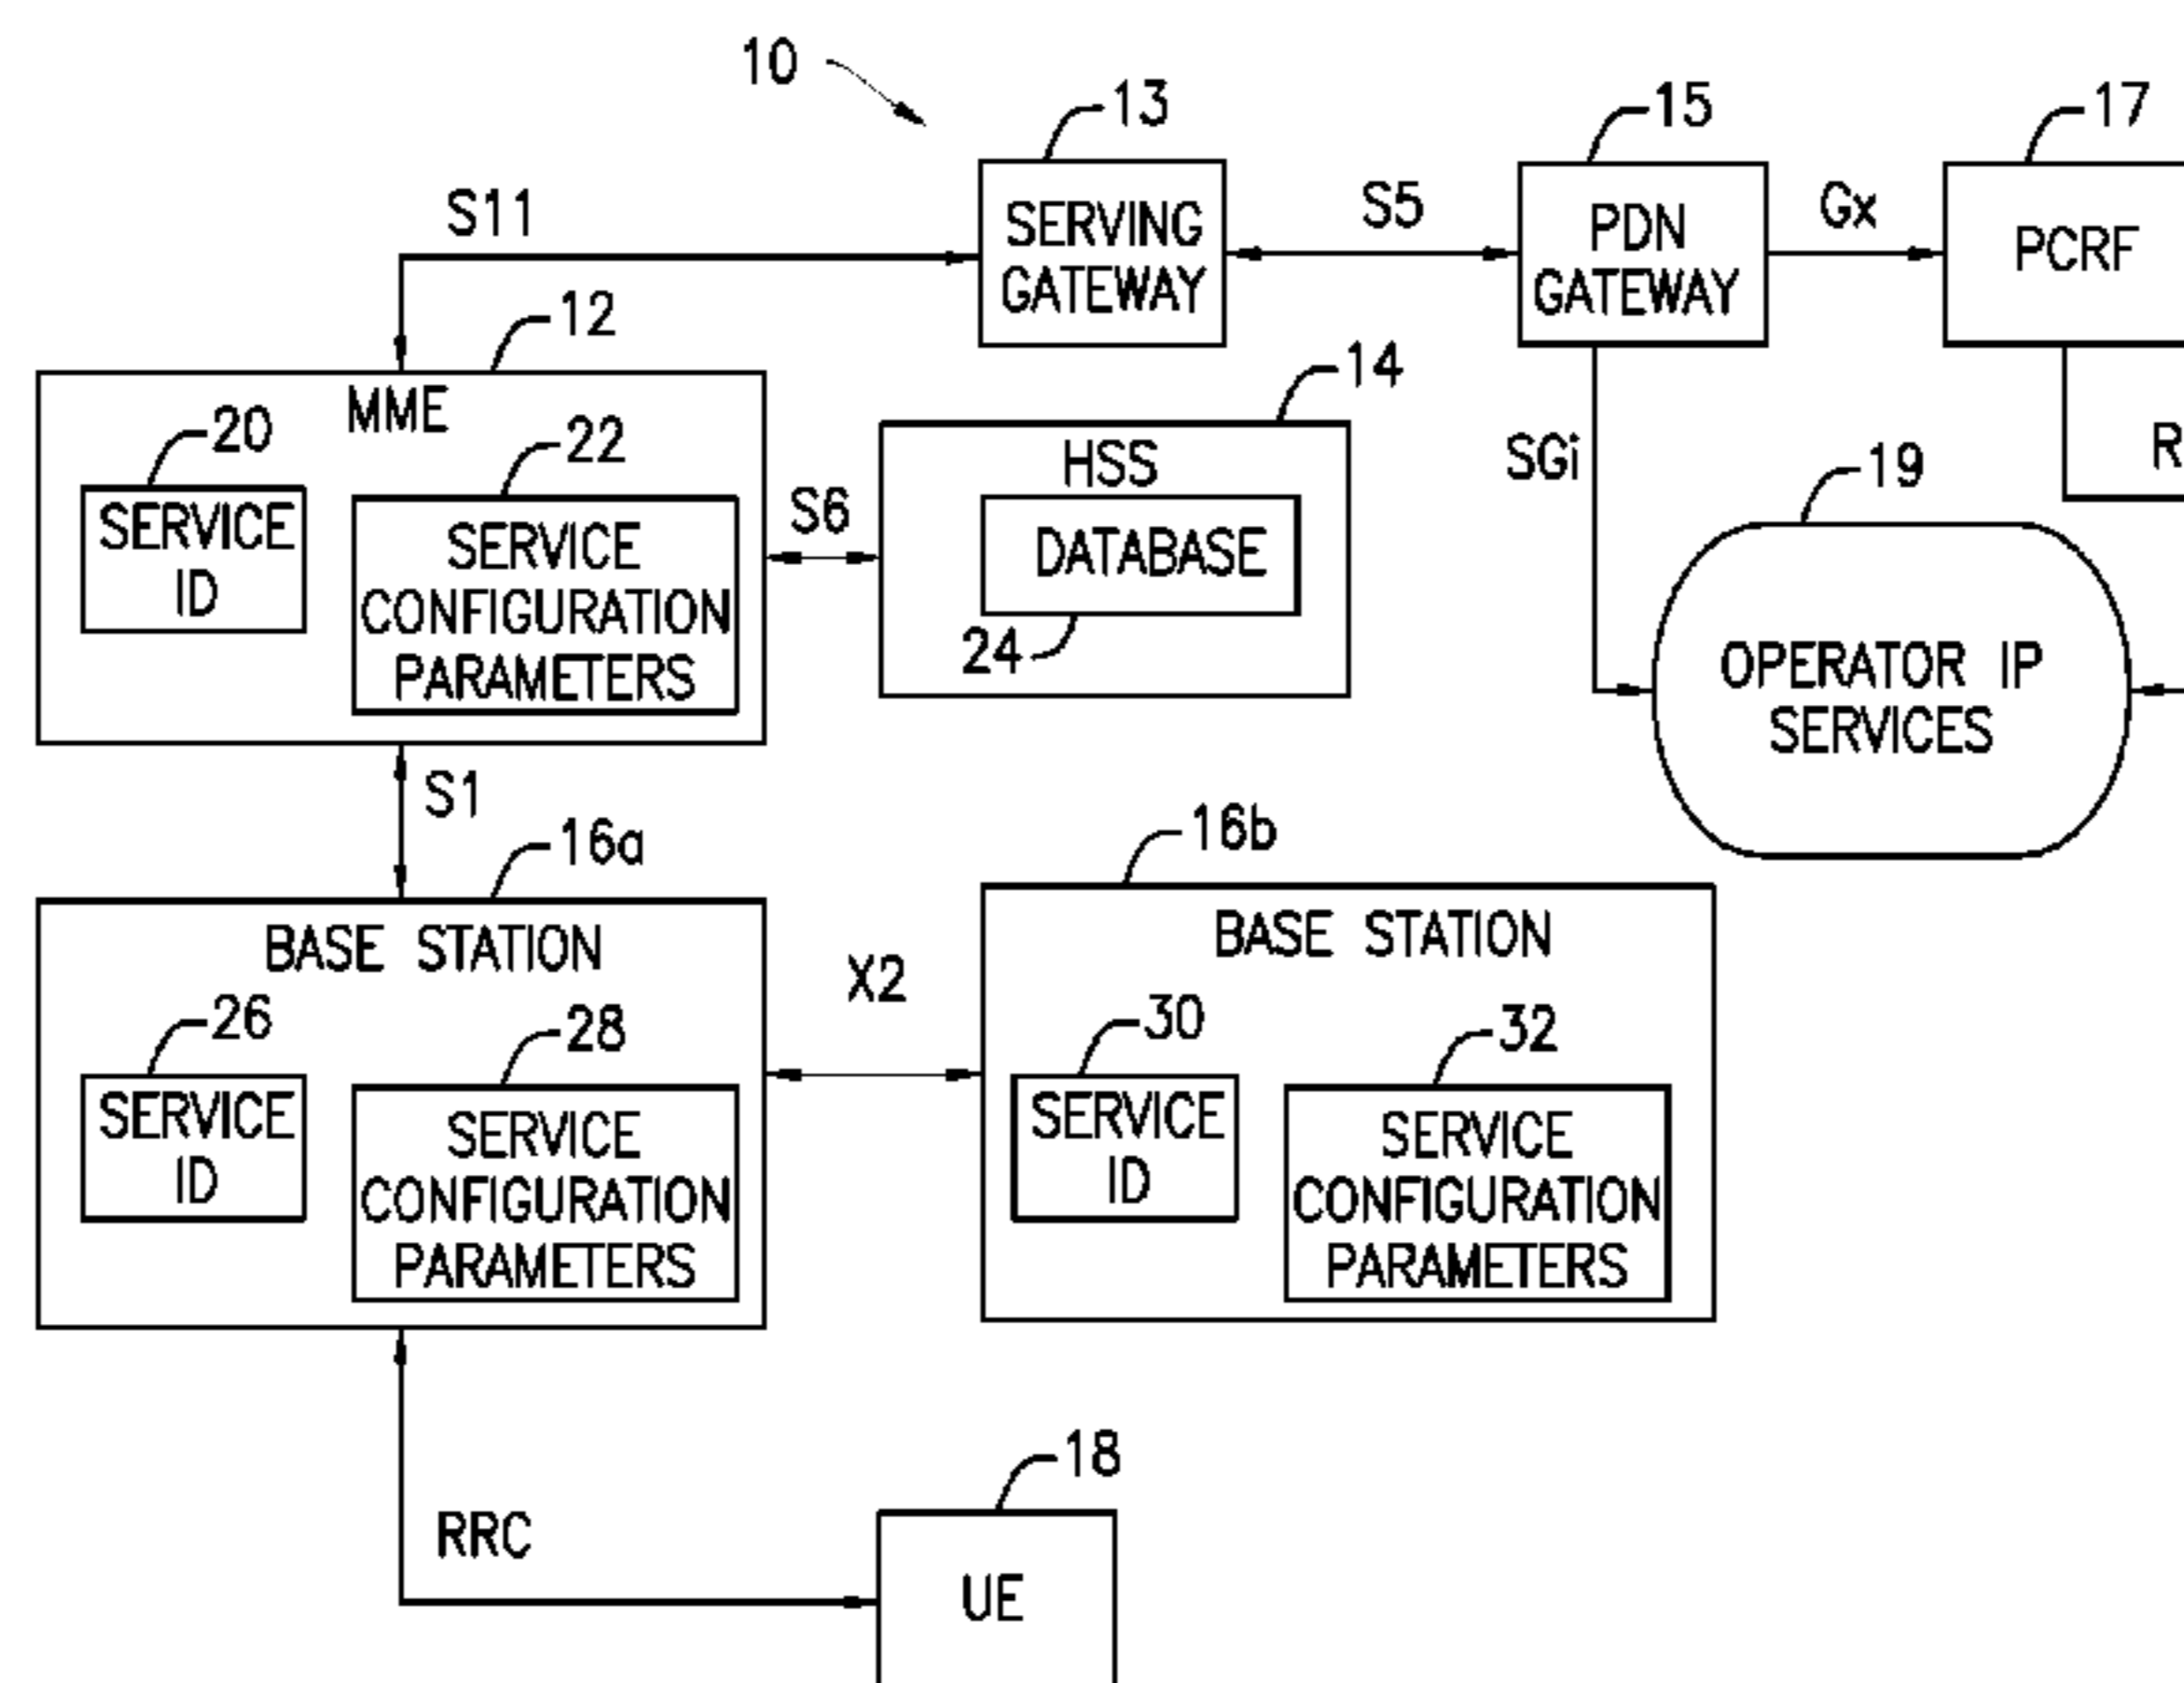 10
13
15
17
S11
SERVING
GATEWAY
S5
PDN
GATEWAY
Gx
PCRF
12
MME
20
22
SERVICE
ID
SERVICE
CONFIGURATION
PARAMETERS
S6
14
HSS
DATABASE
24
SGi
R
19
OPERATOR IP
SERVICES
S1
16a
BASE STATION
26
28
SERVICE
ID
SERVICE
CONFIGURATION
PARAMETERS
X2
16b
BASE STATION
30
32
SERVICE
ID
SERVICE
CONFIGURATION
PARAMETERS
RRC
18
UE